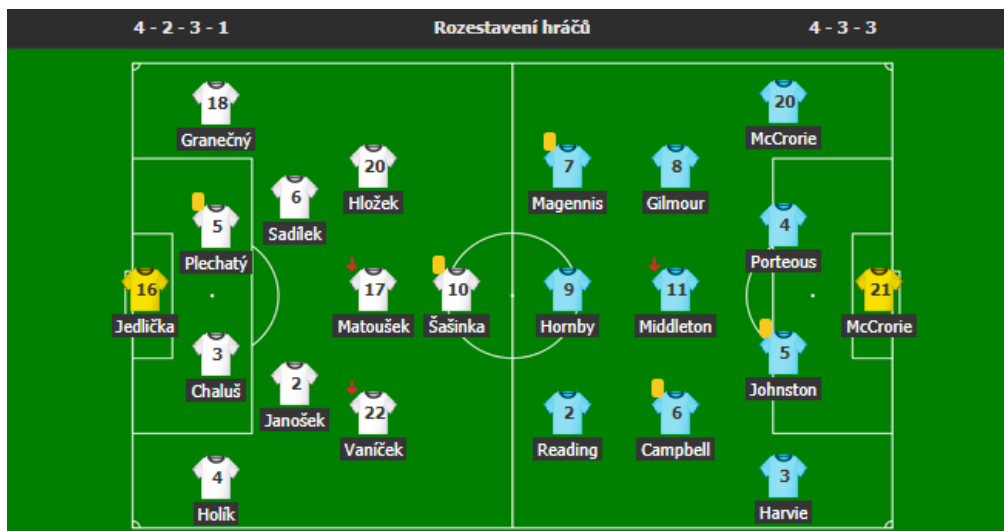 4 - 2 - 3 - 1 Rozestavení hráčů 4 - 3 - 3
18
Granečný
5
Plechatý
16
Jedlička
3
Chaluš
4
Holík
6
Sadílek
2
Janošek
20
Hložek
17
Matoušek
22
Vaníček
10
Šašinka
7
Magennis
9
Hornby
2
Reading
8
Gilmour
11
Middleton
6
Campbell
20
McCrorie
4
Porteous
5
Johnston
3
Harvie
21
McCrorie